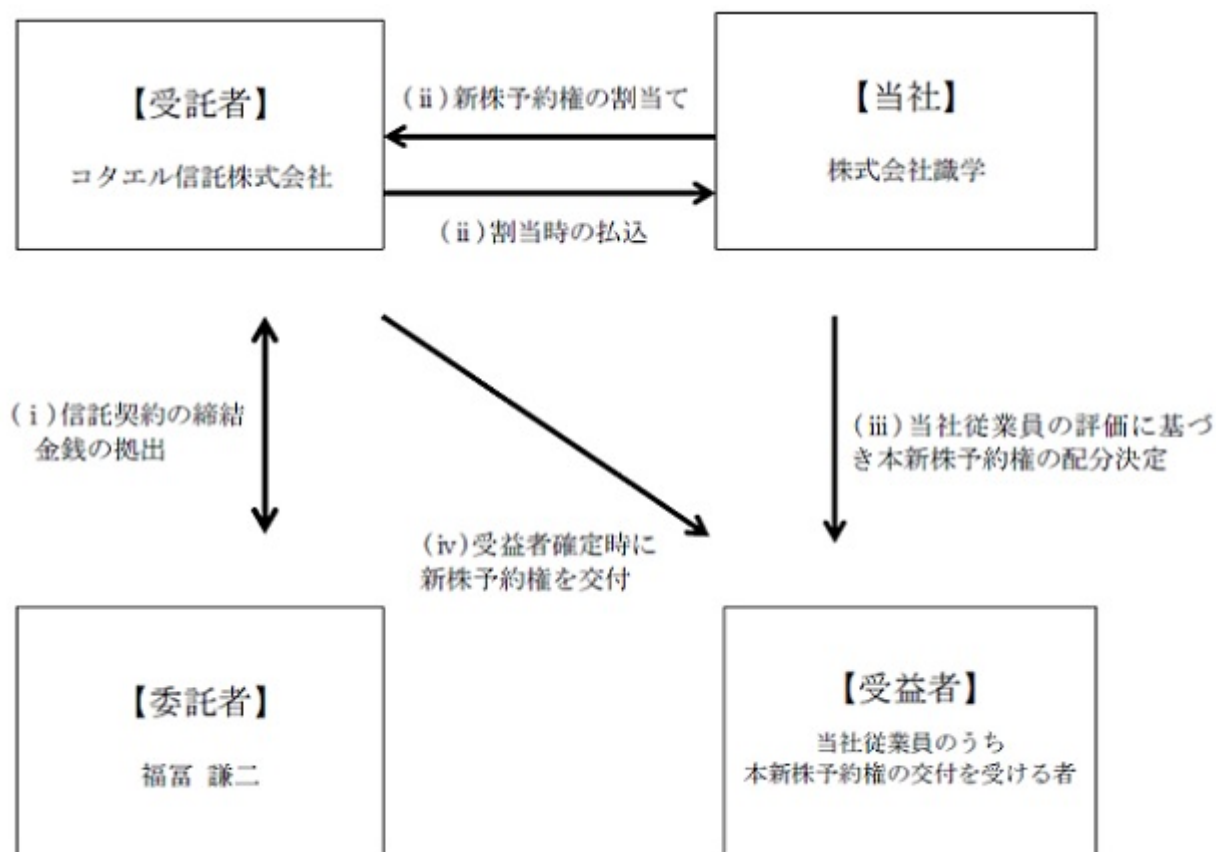 【受託者】
コタエル信託株式会社
(ⅱ)新株予約権の割当て
(ⅱ)割当時の払込
【当社】
株式会社識学
(ⅰ)信託契約の締結
金銭の拠出
(ⅲ)当社従業員の評価に基づ
き本新株予約権の配分決定
(ⅳ)受益者確定時に
新株予約権を交付
【委託者】
福冨 謙二
【受益者】
当社従業員のうち
本新株予約権の交付を受ける者